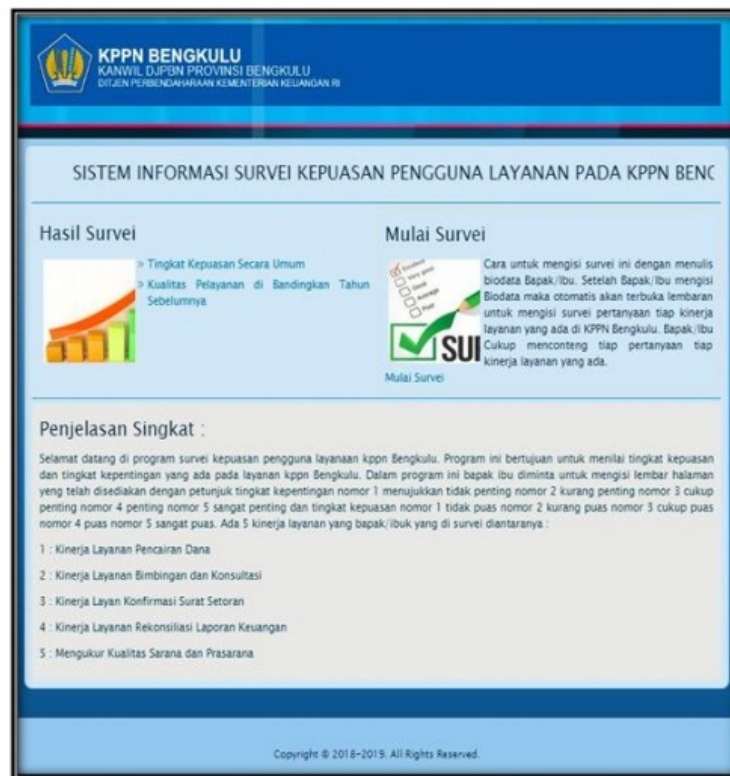 KPPN BENGKULU
KANWIL DJPBN PROVINSI BENGKULU
DITJEN PERBENDAHARAAN KEMENTERIAN KEUANGAN RI
SISTEM INFORMASI SURVEI KEPUASAN PENGGUNA LAYANAN PADA KPPN BENG
Hasil Survei
» Tingkat Kepuasan Secara Umum
» Kualitas Pelayanan di Bandingkan Tahun
Sebelumnya
Mulai Survei
Excellent
Very good
Good
Average
Poor
SUI
Cara untuk mengisi survei ini dengan menulis
biodata Bapak/Ibu. Setelah Bapak/Ibu mengisi
Biodata maka otomatis akan terbuka lembaran
untuk mengisi survei pertanyaan tiap kinerja
layanan yang ada di KPPN Bengkulu. Bapak/Ibu
Cukup menconteng tiap pertanyaan tiap
kinerja layanan yang ada.
Mulai Survei
Penjelasan Singkat :
Selamat datang di program survei kepuasan pengguna layanaan kppn Bengkulu. Program ini bertujuan untuk menilai tingkat kepuasan
dan tingkat kepentingan yang ada pada layanan kppn Bengkulu. Dalam program ini bapak ibu diminta untuk mengisi lembar halaman
yeng telah disediakan dengan petunjuk tingkat kepentingan nomor 1 menujukkan tidak penting nomor 2 kurang penting nomor 3 cukup
penting nomor 4 penting nomor 5 sangat penting dan tingkat kepuasan nomor 1 tidak puas nomor 2 kurang puas nomor 3 cukup puas
nomor 4 puas nomor 5 sangat puas. Ada 5 kinerja layanan yang bapak/ibuk yang di survei diantaranya :
1 : Kinerja Layanan Pencairan Dana
2 : Kinerja Layanan Bimbingan dan Konsultasi
3 : Kinerja Layan Konfirmasi Surat Setoran
4 : Kinerja Layanan Rekonsiliasi Laporan Keuangan
5 : Mengukur Kualitas Sarana dan Prasarana
Copyright © 2018-2019. All Rights Reserved.